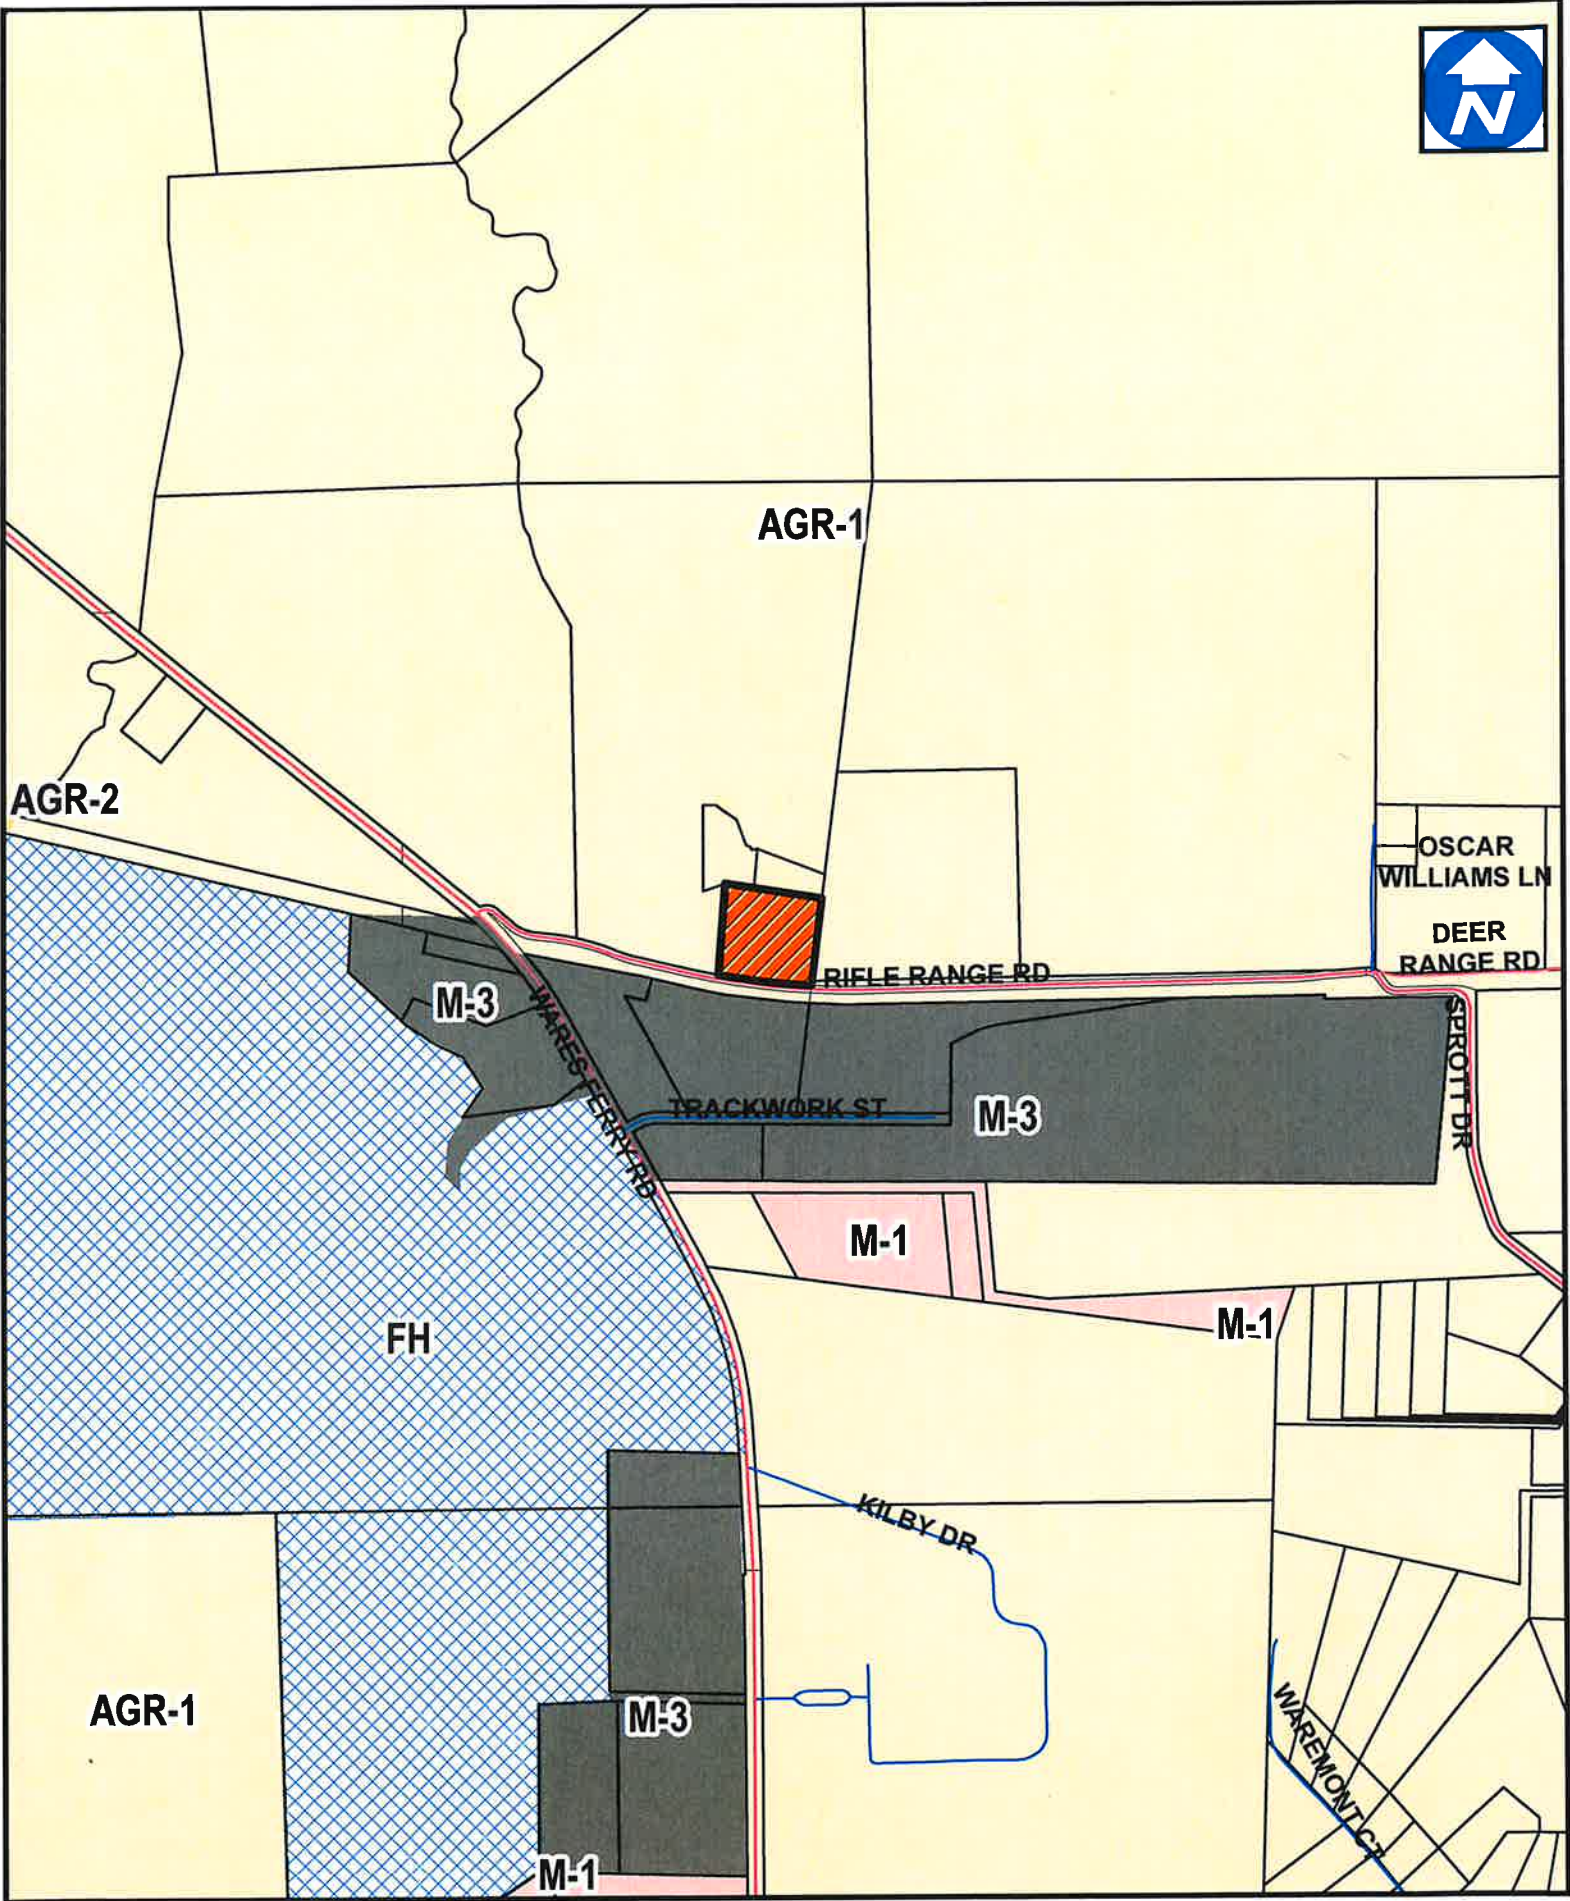 N
AGR-1
AGR-2
OSCAR
WILLIAMS LN
DEER
RANGE RD
RIFLE RANGE RD
M-3
WARES FERRY RD
SPROTT DR
TRACKWORK ST
M-3
M-1
M-1
FH
KILBY DR
AGR-1
M-3
WAREMONT CT
M-1